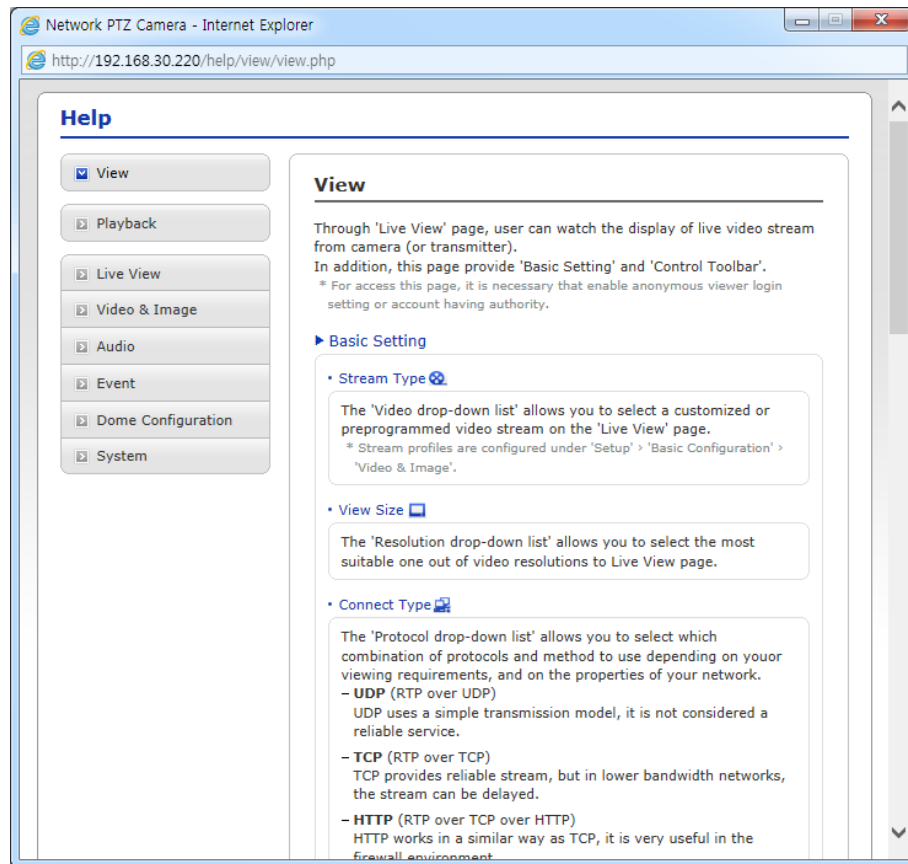 Network PTZ Camera - Internet Explorer
http://192.168.30.220/help/view/view.php
Help
View
Playback
Live View
Video & Image
Audio
Event
Dome Configuration
System
View
Through 'Live View' page, user can watch the display of live video stream
from camera (or transmitter).
In addition, this page provide 'Basic Setting' and 'Control Toolbar'.
* For access this page, it is necessary that enable anonymous viewer login
setting or account having authority.
Basic Setting
• Stream Type
The 'Video drop-down list' allows you to select a customized or
preprogrammed video stream on the 'Live View' page.
* Stream profiles are configured under 'Setup' > 'Basic Configuration' >
'Video & Image'.
• View Size
The 'Resolution drop-down list' allows you to select the most
suitable one out of video resolutions to Live View page.
• Connect Type
The 'Protocol drop-down list' allows you to select which
combination of protocols and method to use depending on youor
viewing requirements, and on the properties of your network.
– UDP (RTP over UDP)
UDP uses a simple transmission model, it is not considered a
reliable service.
– TCP (RTP over TCP)
TCP provides reliable stream, but in lower bandwidth networks,
the stream can be delayed.
– HTTP (RTP over TCP over HTTP)
HTTP works in a similar way as TCP, it is very useful in the
firewall environment